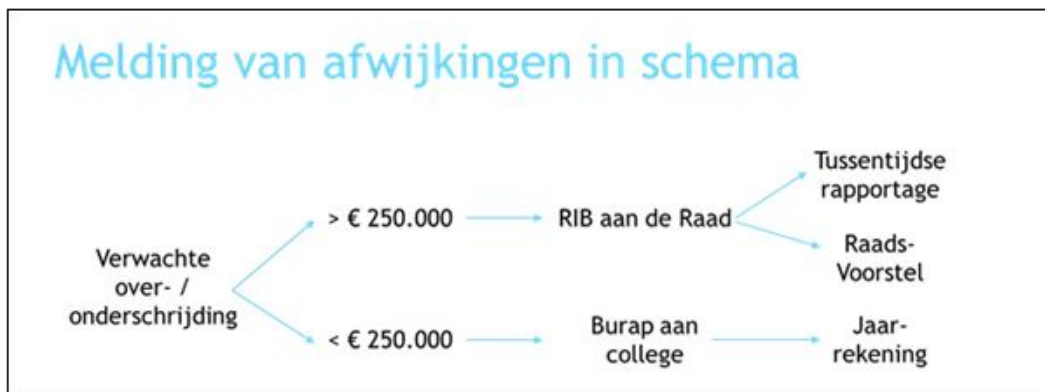 Melding van afwijkingen in schema
Tussentijdse
rapportage
> € 250.000
RIB aan de Raad
Raads-
Voorstel
Verwachte
over- /
onderschrijding
< € 250.000
Burap aan
college
Jaar-
rekening